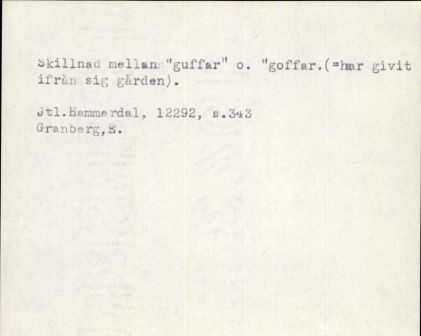 Skillnad mellan "guffar" o. "goffar.(=har givit
ifrån sig gården).
Jtl.Hammerdal, 12292, s.343
Granberg,E.